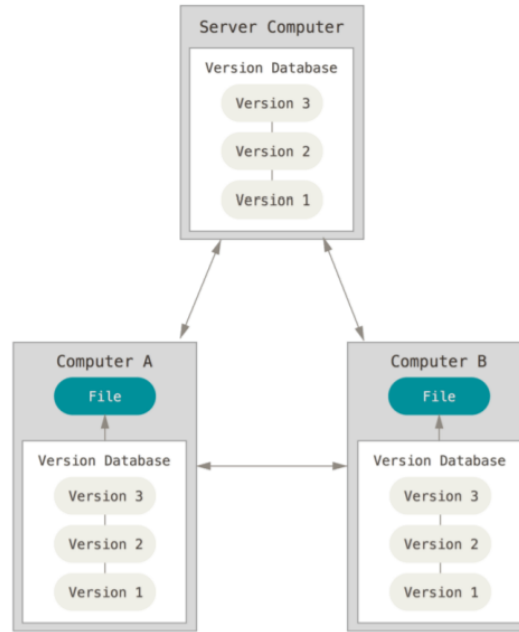 Server Computer
Version Database
Version 3
Version 2
Version 1
Computer A
File
Version Database
Version 3
Version 2
Version 1
Computer B
File
Version Database
Version 3
Version 2
Version 1